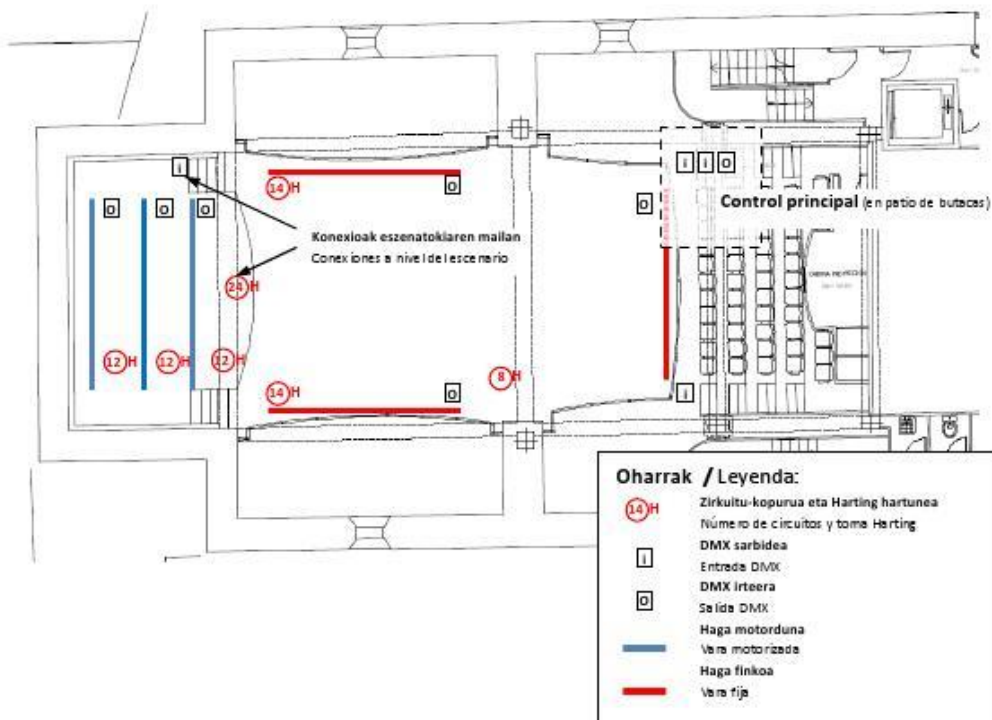 i
i i O
14 H
O
O O O
O
Control principal (en patio de butacas)
Konexioak eszenatokiaren mailan
Conexiones a nivel del escenario
24 H
12 H 12 H 12 H
8 H
14 H
O
i
Oharrak / Leyenda:
14 H Zirkuitu-kopurua eta Harting hartunea
Número de circuitos y toma Harting
i DMX sarbidea
Entrada DMX
O DMX irteera
Salida DMX
Haga motorduna
Vara motorizada
Haga finkoa
Vara fija